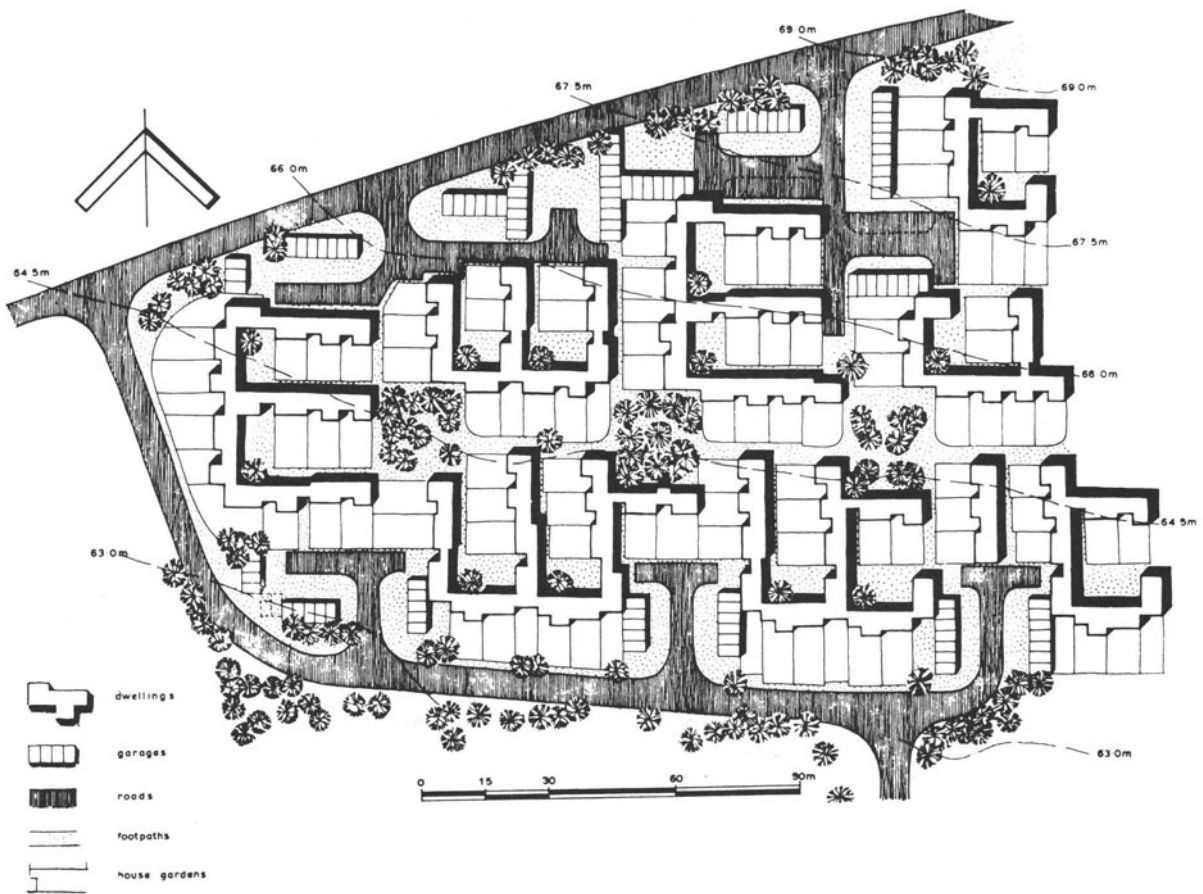 69 0m
69 0m
67 5m
66 0m
67 5m
64 5m
66 0m
64 5m
63 0m
63 0m
dwellings
garages
roads
footpaths
house gardens
0 15 30 60 90m